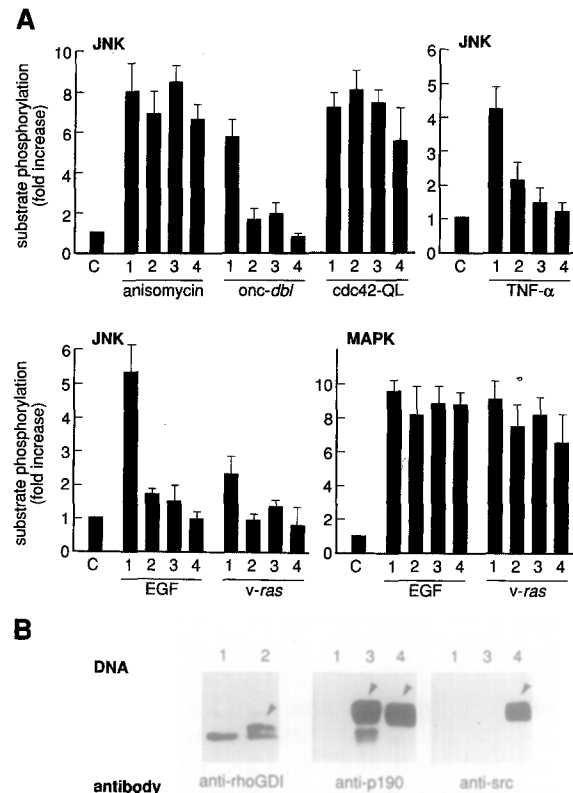 A
JNK
substrate phosphorylation
(fold increase)
10
8
6
4
2
0
C 1 2 3 4 1 2 3 4 1 2 3 4
anisomycin onc-dbl cdc42-QL
JNK
6
5
4
3
2
1
0
C 1 2 3 4
TNF-α
JNK
substrate phosphorylation
(fold increase)
6
5
4
3
2
1
0
C 1 2 3 4 1 2 3 4
EGF v-ras
MAPK
10
8
6
4
2
0
C 1 2 3 4 1 2 3 4
EGF v-ras
B
DNA
1 2 1 3 4 1 3 4
antibody anti-rhoGDI anti-p190 anti-src